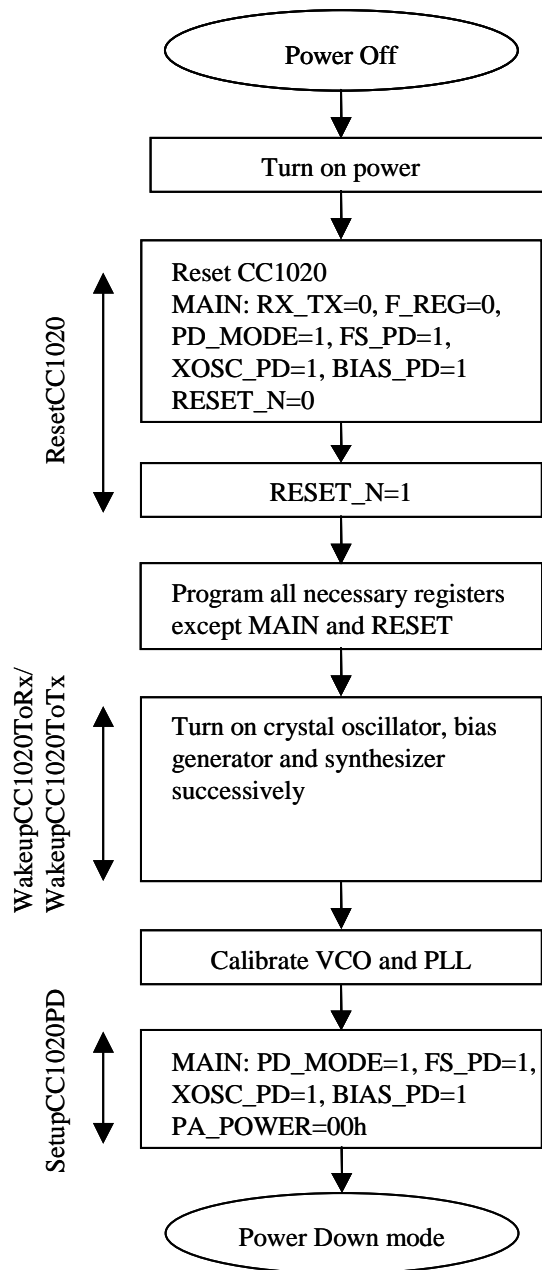 Power Off
Turn on power
ResetCC1020
Reset CC1020
MAIN: RX_TX=0, F_REG=0,
PD_MODE=1, FS_PD=1,
XOSC_PD=1, BIAS_PD=1
RESET_N=0
RESET_N=1
Program all necessary registers
except MAIN and RESET
WakeupCC1020ToRx/
WakeupCC1020ToTx
Turn on crystal oscillator, bias
generator and synthesizer
successively
Calibrate VCO and PLL
SetupCC1020PD
MAIN: PD_MODE=1, FS_PD=1,
XOSC_PD=1, BIAS_PD=1
PA_POWER=00h
Power Down mode